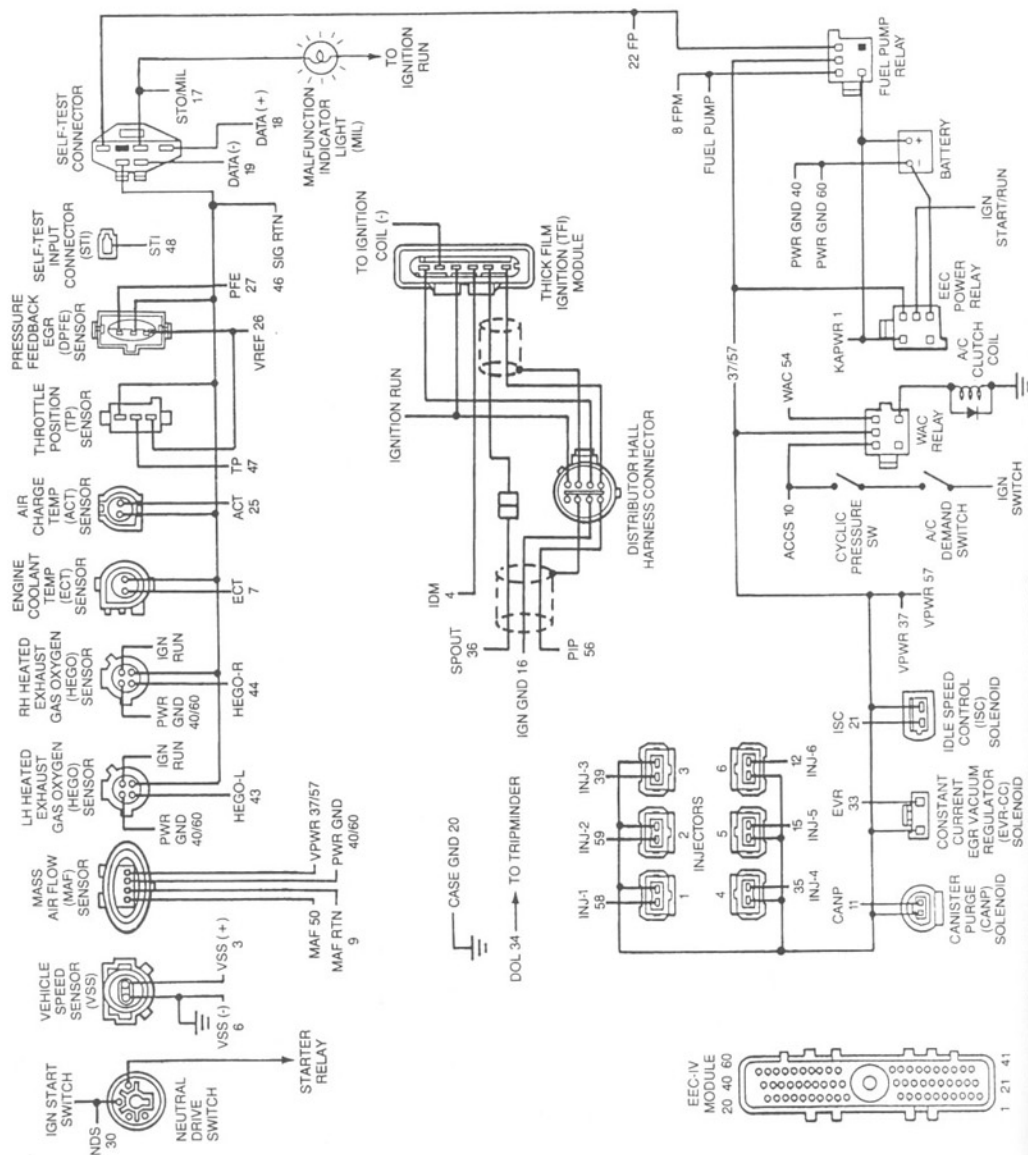 IGN START
SWITCH
NDS
30
NEUTRAL
DRIVE
SWITCH
STARTER
RELAY
VEHICLE
SPEED
SENSOR
(VSS)
VSS (+)
3
VSS (-)
6
MASS
AIR FLOW
(MAF)
SENSOR
MAF 50
MAF RTN
9
VPWR 37/57
PWR GND
40/60
LH HEATED
EXHAUST
GAS OXYGEN
(HEGO)
SENSOR
IGN
RUN
PWR
GND
40/60
HEGO-L
43
RH HEATED
EXHAUST
GAS OXYGEN
(HEGO)
SENSOR
IGN
RUN
PWR
GND
40/60
HEGO-R
44
ENGINE
COOLANT
TEMP
(ECT)
SENSOR
ECT
7
AIR
CHARGE
TEMP
(ACT)
SENSOR
ACT
25
THROTTLE
POSITION
(TP)
SENSOR
TP
47
PRESSURE
FEEDBACK
EGR
(DPFE)
SENSOR
PFE
27
VREF 26
SELF-TEST
INPUT
CONNECTOR
(STI)
STI
48
46 SIG RTN
SELF-TEST
CONNECTOR
STO/MIL
17
DATA (+)
18
DATA(-)
19
MALFUNCTION
INDICATOR
LIGHT
(MIL)
TO
IGNITION
RUN
CASE GND 20
DOL 34
TO TRIPMINDER
SPOUT
36
IGN GND 16
PIP
56
IDM
4
IGNITION RUN
DISTRIBUTOR HALL
HARNESS CONNECTOR
TO IGNITION
COIL (-)
THICK FILM
IGNITION (TFI)
MODULE
INJ-1
58
INJ-2
59
INJ-3
39
1
2
3
INJECTORS
4
5
6
35
INJ-4
15
INJ-5
12
INJ-6
22 FP
8 FPM
FUEL PUMP
FUEL PUMP
RELAY
PWR GND 40
PWR GND 60
- +
BATTERY
IGN
START/RUN
KAPWR 1
EEC
POWER
RELAY
37/57
WAC 54
A/C
CLUTCH
COIL
WAC
RELAY
ACCS 10
CYCLIC
PRESSURE
SW
A/C
DEMAND
SWITCH
IGN
SWITCH
VPWR 37
VPWR 57
ISC
21
IDLE SPEED
CONTROL
(ISC)
SOLENOID
EVR
33
CONSTANT
CURRENT
EGR VACUUM
REGULATOR
(EVR-CC)
SOLENOID
CANP
11
CANISTER
PURGE
(CANP)
SOLENOID
EEC-IV
MODULE
20 40 60
1 21 41